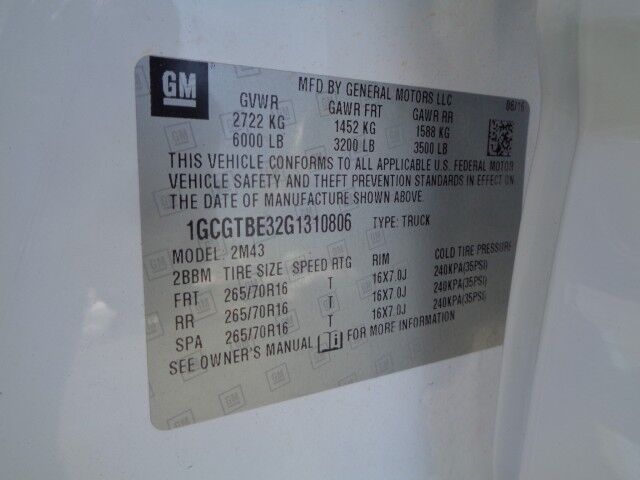 GM
MFD BY GENERAL MOTORS LLC 06/16
GVWR GAWR FRT GAWR RR
2722 KG 1452 KG 1588 KG
6000 LB 3200 LB 3500 LB
THIS VEHICLE CONFORMS TO ALL APPLICABLE U.S. FEDERAL MOTOR
VEHICLE SAFETY AND THEFT PREVENTION STANDARDS IN EFFECT ON
THE DATE OF MANUFACTURE SHOWN ABOVE.
1GCGTBE32G1310806 TYPE: TRUCK
MODEL: 2M43
2BBM TIRE SIZE SPEED RTG RIM COLD TIRE PRESSURE
FRT 265/70R16 T 16X7.0J 240KPA(35PSI)
RR 265/70R16 T 16X7.0J 240KPA(35PSI)
SPA 265/70R16 T 16X7.0J 240KPA(35PSI)
SEE OWNER'S MANUAL FOR MORE INFORMATION